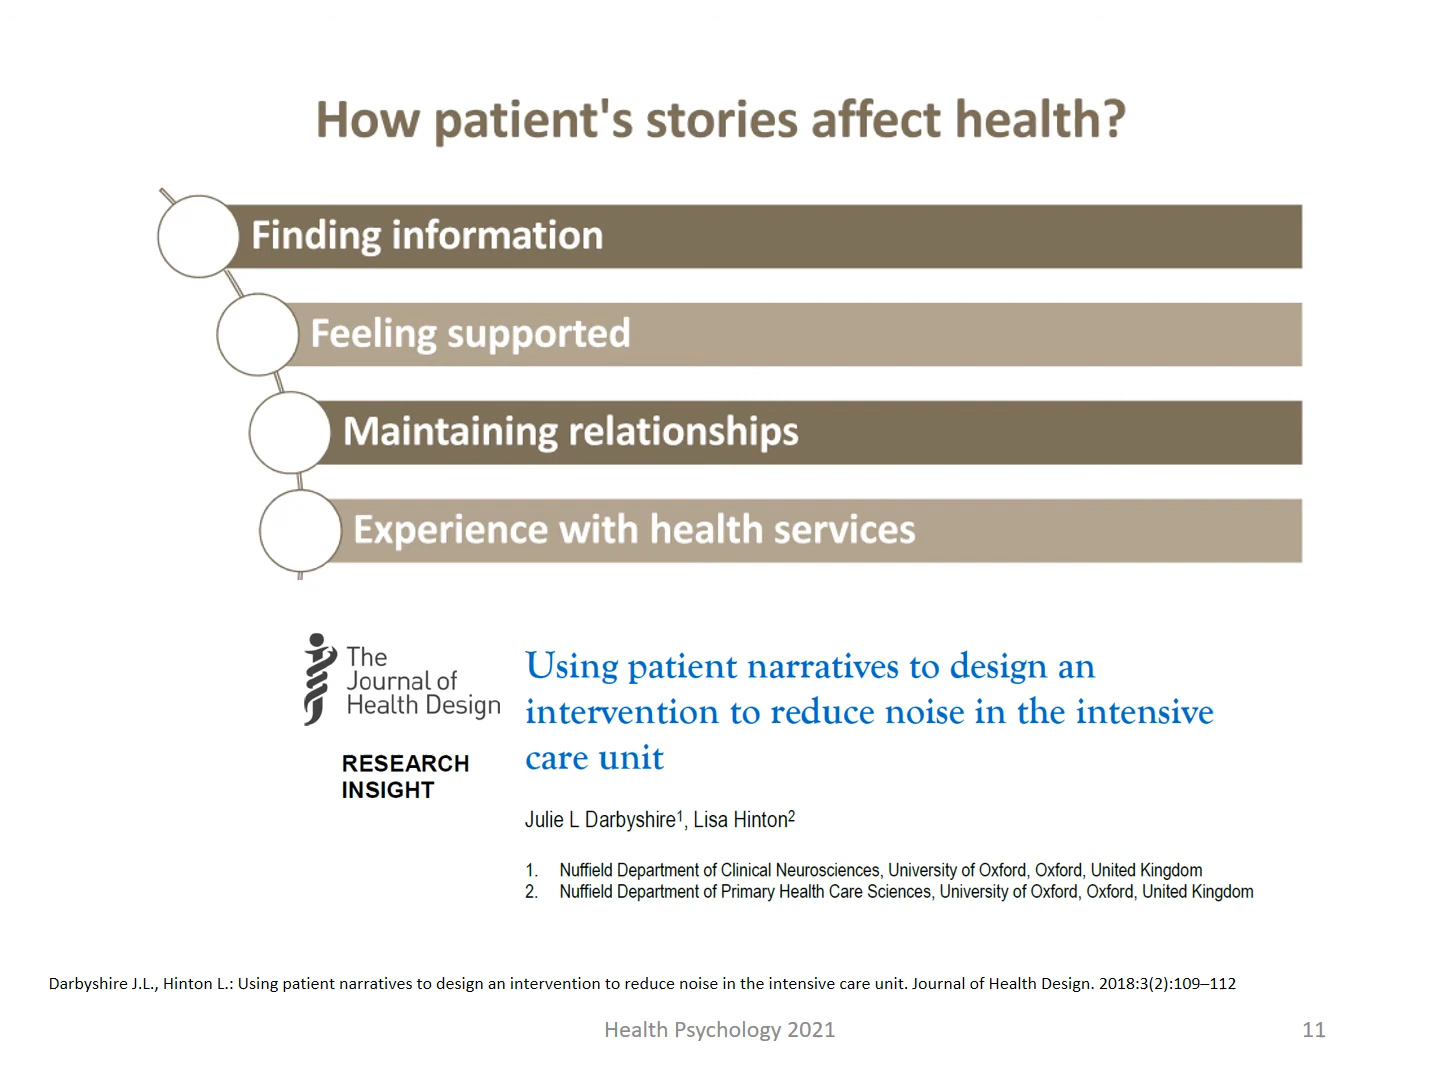 How patient's stories affect health?
Finding information
Feeling supported
Maintaining relationships
Experience with health services
The
Journal of
Health Design
RESEARCH
INSIGHT
Using patient narratives to design an
intervention to reduce noise in the intensive
care unit
Julie L Darbyshire1, Lisa Hinton2
1. Nuffield Department of Clinical Neurosciences, University of Oxford, Oxford, United Kingdom
2. Nuffield Department of Primary Health Care Sciences, University of Oxford, Oxford, United Kingdom
Darbyshire J.L., Hinton L.: Using patient narratives to design an intervention to reduce noise in the intensive care unit. Journal of Health Design. 2018:3(2):109–112
Health Psychology 2021
11